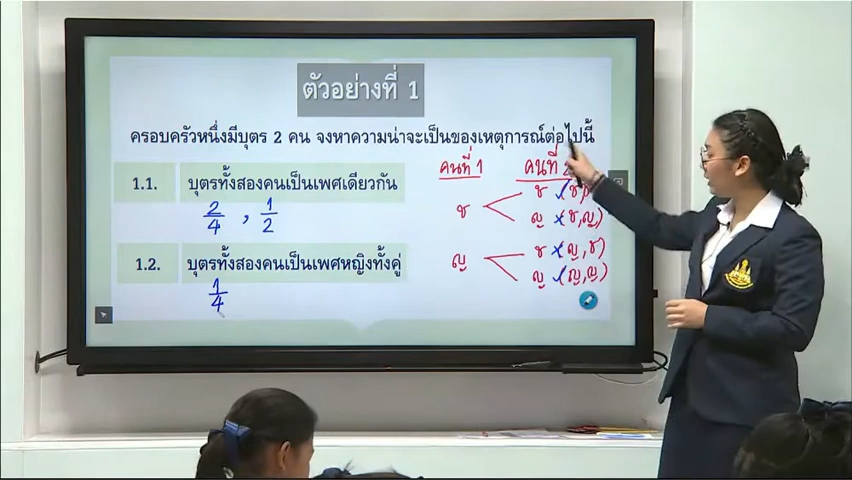 ตัวอย่างที่ 1
ครอบครัวหนึ่งมีบุตร 2 คน จงหาความน่าจะเป็นของเหตุการณ์ต่อไปนี้
1.1. บุตรทั้งสองคนเป็นเพศเดียวกัน
2/4 , 1/2
1.2. บุตรทั้งสองคนเป็นเพศหญิงทั้งคู่
1/4
คนที่ 1 คนที่
ช
ช ✓(ช,
ญ ×(ช,ญ)
ญ
ช ×(ญ,ช)
ญ ✓(ญ,ญ)